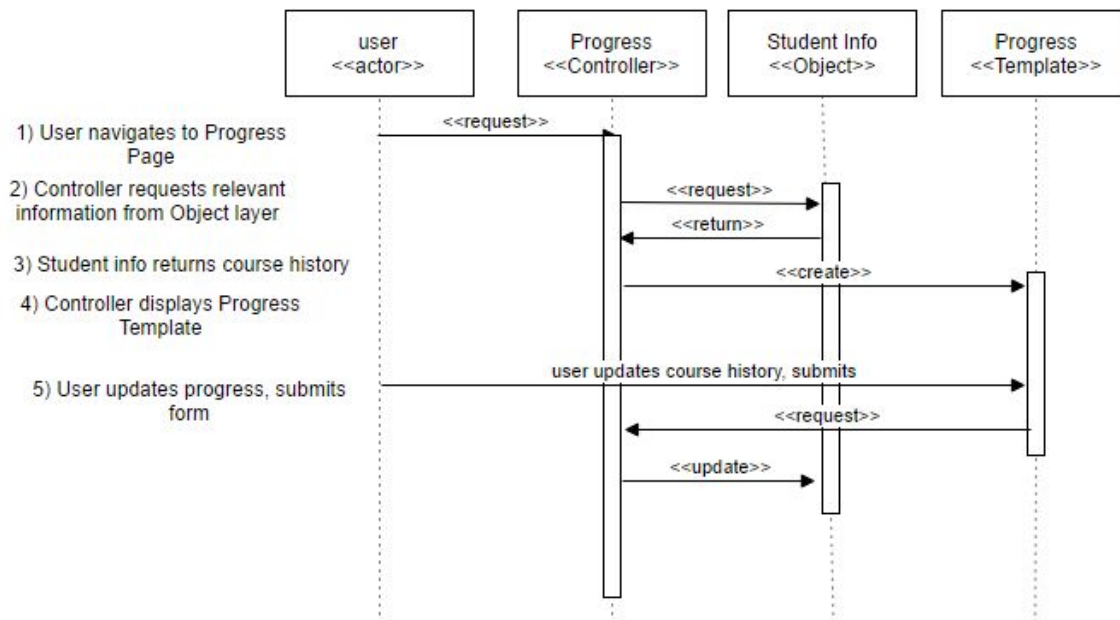 user
<<actor>>
Progress
<<Controller>>
Student Info
<<Object>>
Progress
<<Template>>
<<request>>
1) User navigates to Progress
Page
2) Controller requests relevant
information from Object layer
<<request>>
<<return>>
3) Student info returns course history
<<create>>
4) Controller displays Progress
Template
user updates course history, submits
5) User updates progress, submits
form
<<request>>
<<update>>